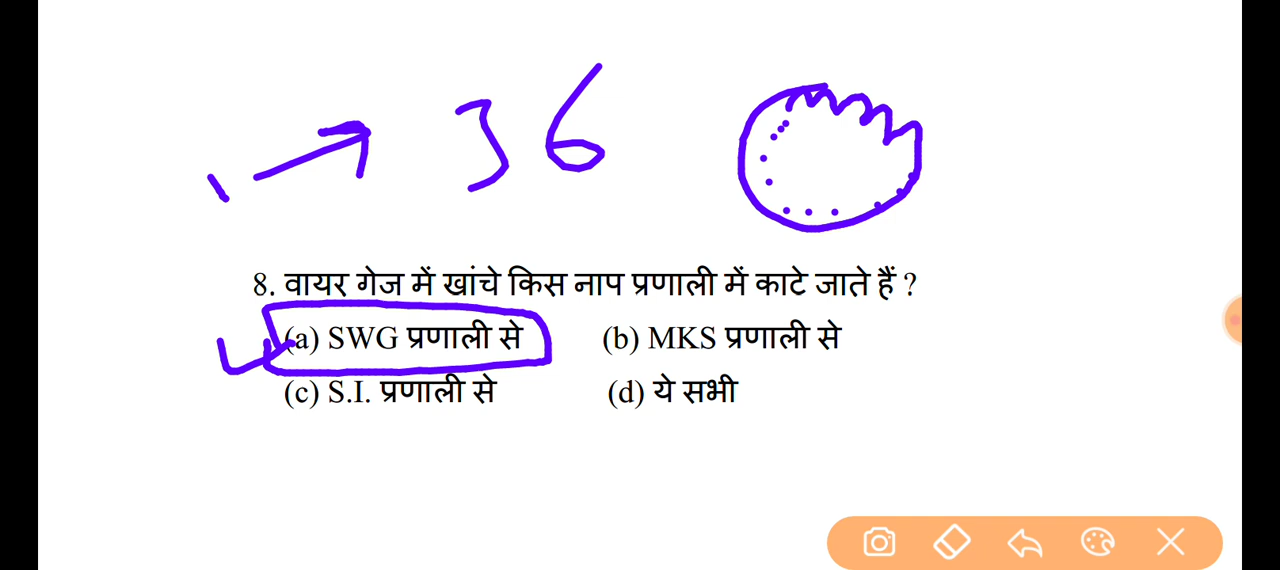 1 → 36
8. वायर गेज में खांचे किस नाप प्रणाली में काटे जाते हैं ?
(a) SWG प्रणाली से (b) MKS प्रणाली से
(c) S.I. प्रणाली से (d) ये सभी